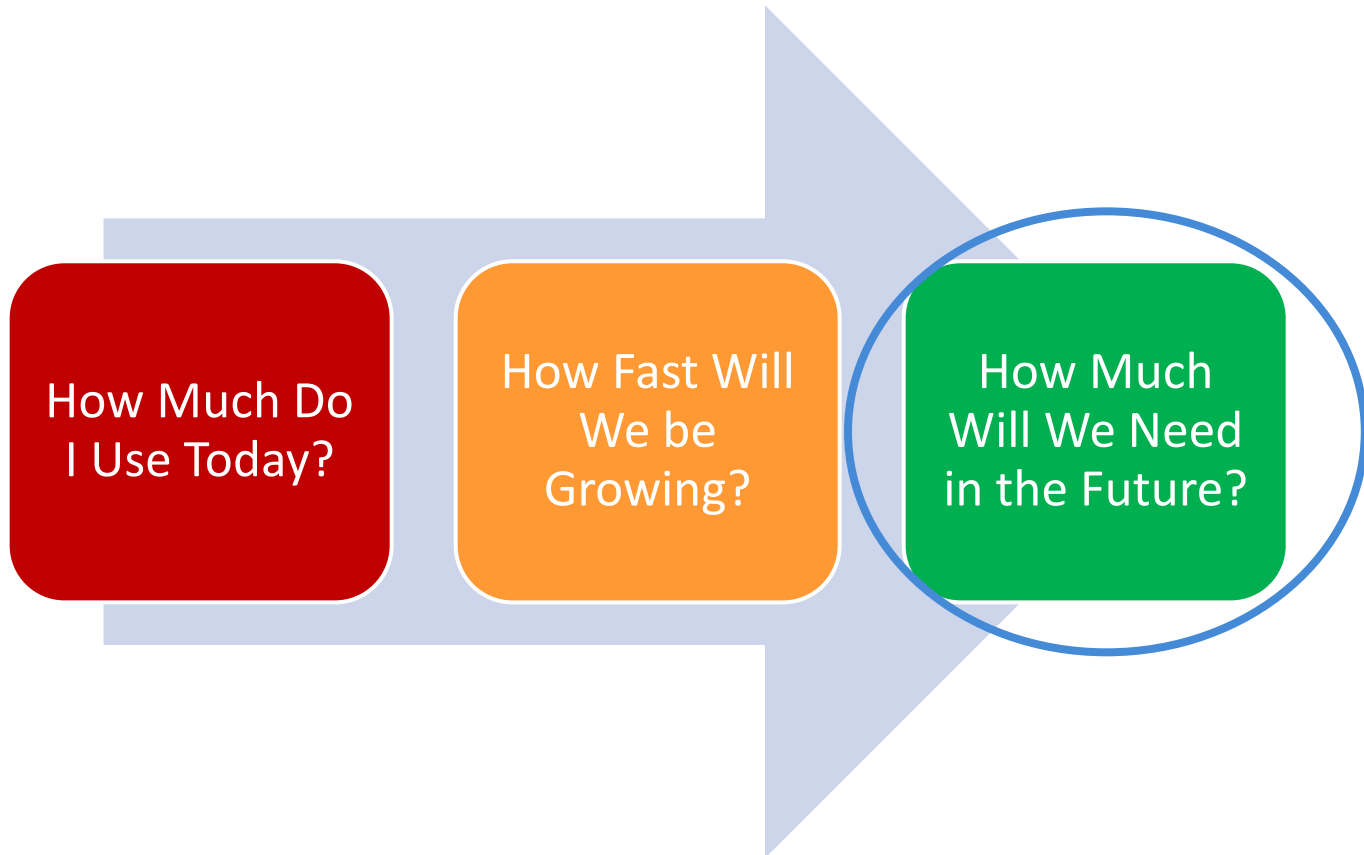 How Much Do
I Use Today?
How Fast Will
We be
Growing?
How Much
Will We Need
in the Future?